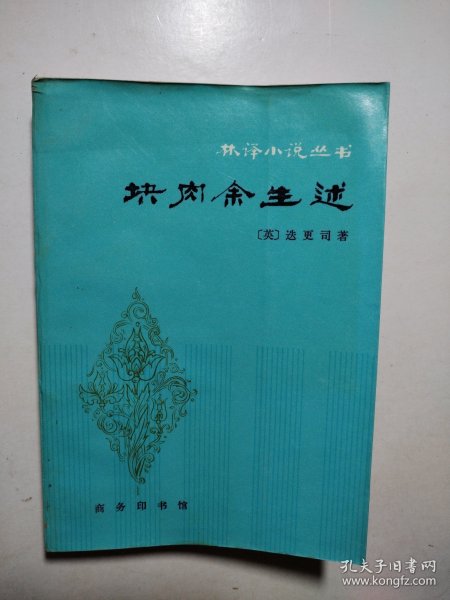 林译小说丛书
块肉余生述
〔英〕迭更司著
商务印书馆
孔夫子旧书网
www.kongfz.com